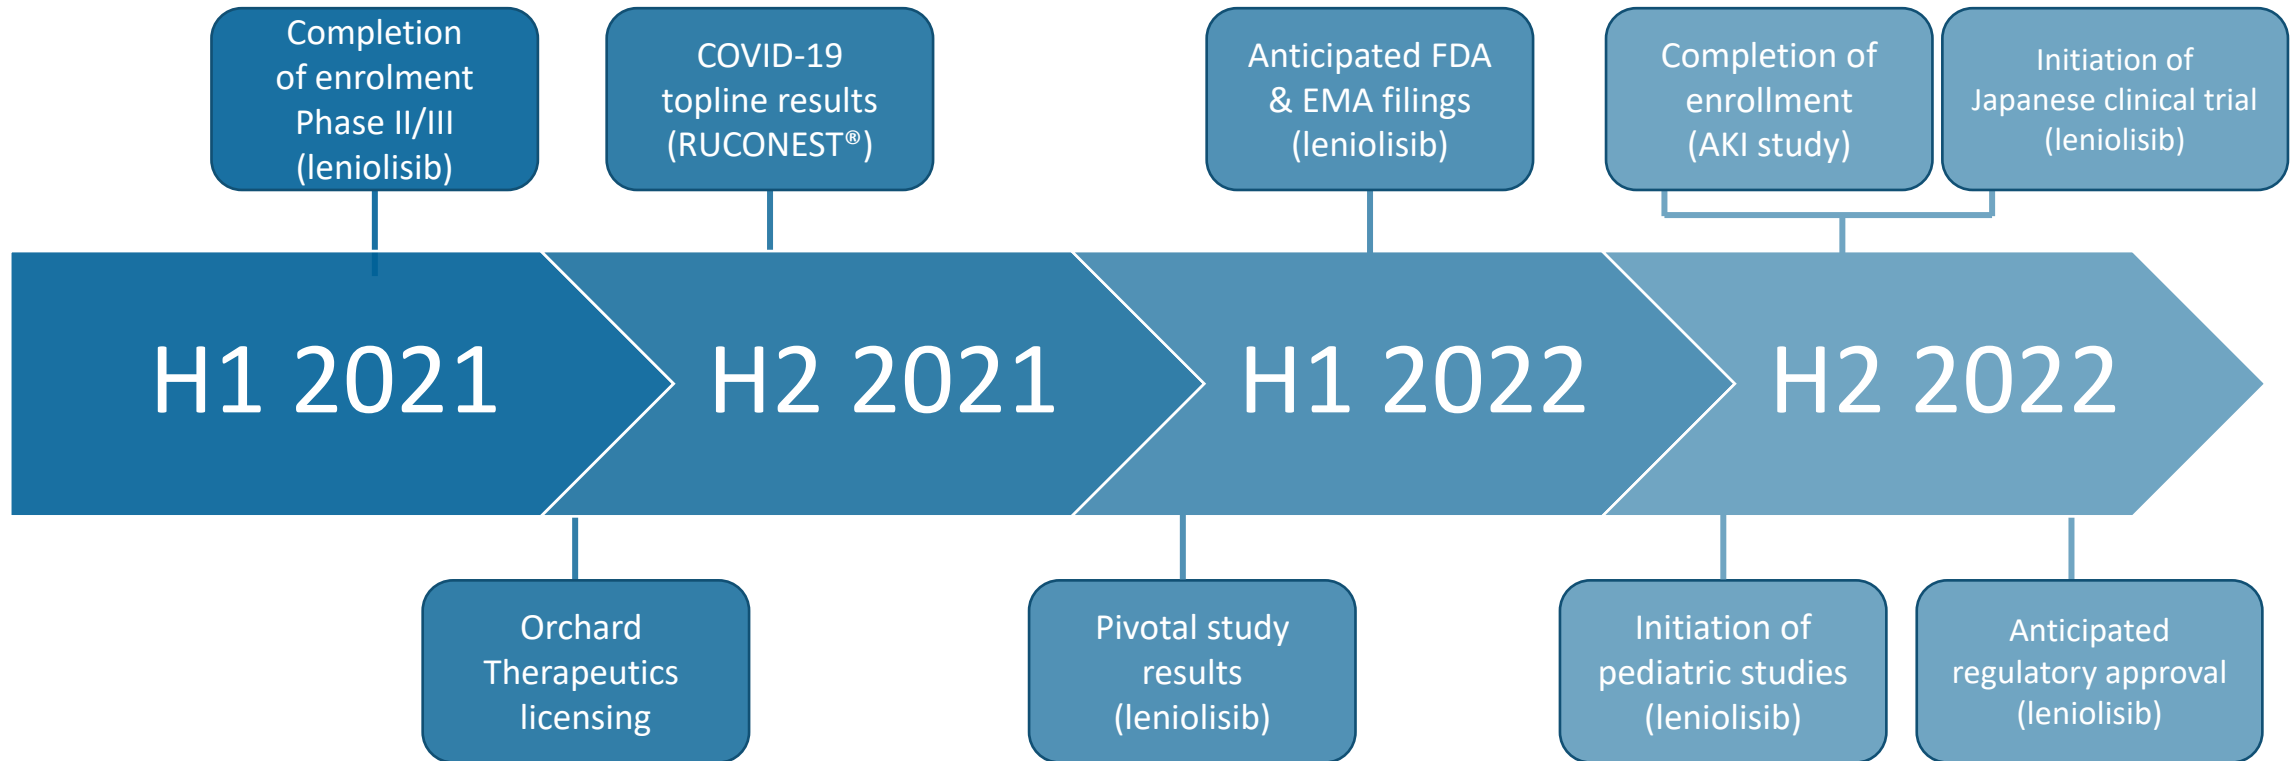 Completion
of enrolment
Phase II/III
(leniolisib)
COVID-19
topline results
(RUCONEST®)
Anticipated FDA
& EMA filings
(leniolisib)
Completion of
enrollment
(AKI study)
Initiation of
Japanese clinical trial
(leniolisib)
H1 2021
H2 2021
H1 2022
H2 2022
Orchard
Therapeutics
licensing
Pivotal study
results
(leniolisib)
Initiation of
pediatric studies
(leniolisib)
Anticipated
regulatory approval
(leniolisib)